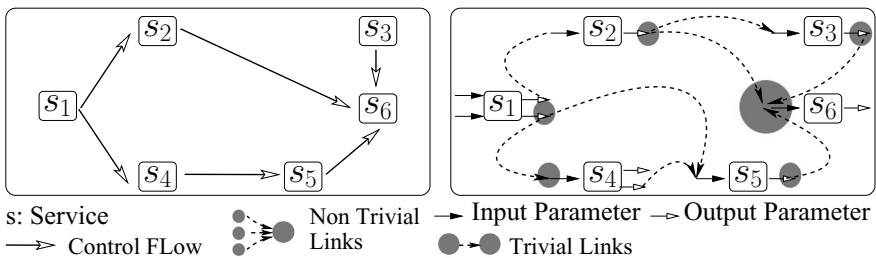 s2 s3 s2 s3
s1 s6 s1 s6
s4 s5 s4 s5
s: Service
Control FLow
Non Trivial
Links
Input Parameter
Output Parameter
Trivial Links